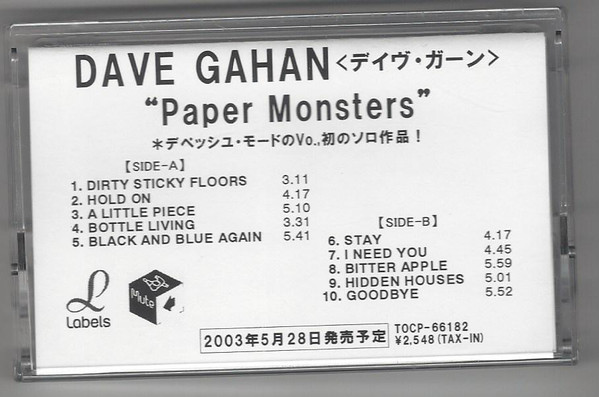 DAVE GAHAN<デイヴ・ガーン>
“Paper Monsters”
＊デペッシュ・モードのVo.,初のソロ作品！
【SIDE-A】
1. DIRTY STICKY FLOORS 3.11
2. HOLD ON 4.17
3. A LITTLE PIECE 5.10
4. BOTTLE LIVING 3.31
5. BLACK AND BLUE AGAIN 5.41
【SIDE-B】
6. STAY 4.17
7. I NEED YOU 4.45
8. BITTER APPLE 5.59
9. HIDDEN HOUSES 5.01
10. GOODBYE 5.52
L
Labels
Mute
2003年5月28日発売予定
TOCP-66182
¥2,548(TAX-IN)